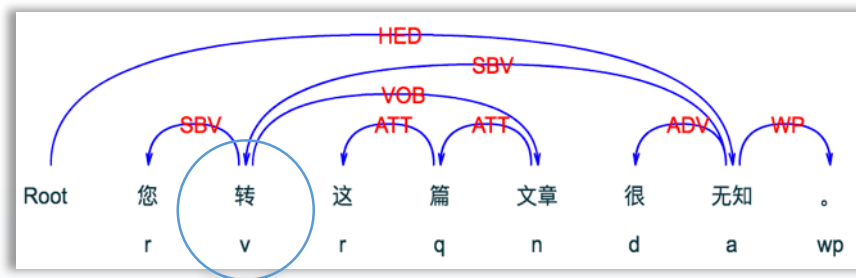 HED
SBV
VOB
SBV ATT ATT ADV WP
Root 您 转 这 篇 文章 很 无知 。
r v r q n d a wp